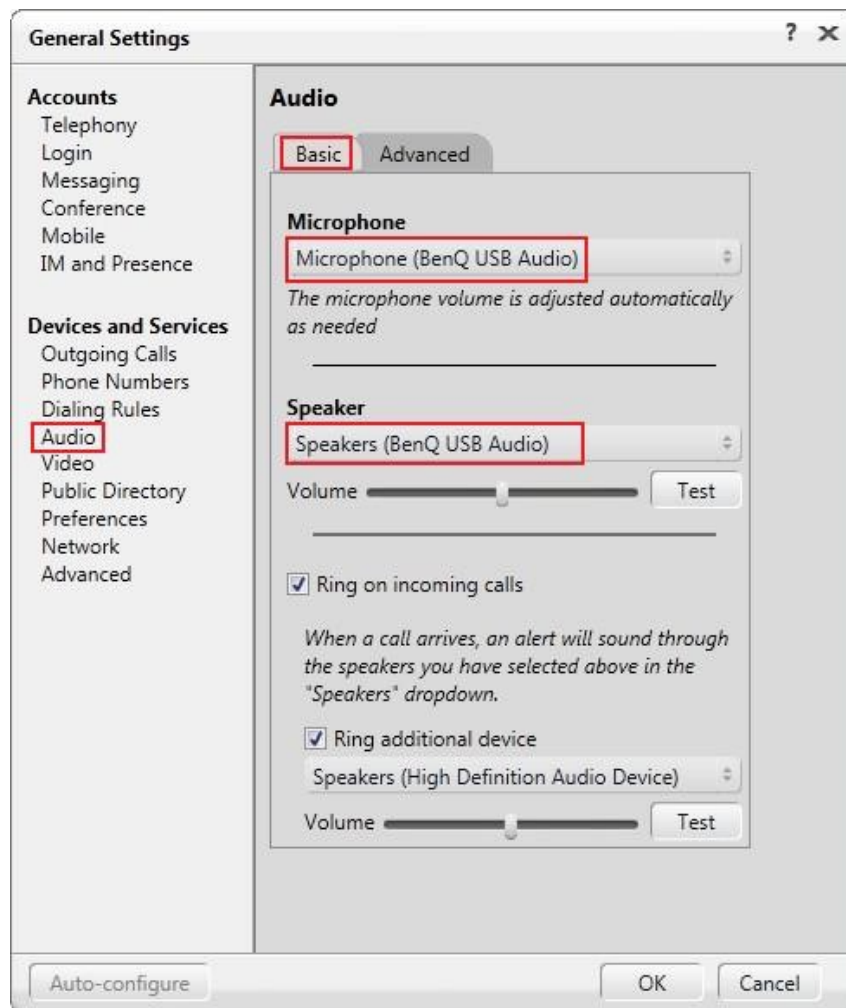 General Settings
?
Accounts
Telephony
Login
Messaging
Conference
Mobile
IM and Presence
Devices and Services
Outgoing Calls
Phone Numbers
Dialing Rules
Audio
Video
Public Directory
Preferences
Network
Advanced
Audio
Basic Advanced
Microphone
Microphone (BenQ USB Audio)
The microphone volume is adjusted automatically
as needed
Speaker
Speakers (BenQ USB Audio)
Volume Test
Ring on incoming calls
When a call arrives, an alert will sound through
the speakers you have selected above in the
"Speakers" dropdown.
Ring additional device
Speakers (High Definition Audio Device)
Volume Test
Auto-configure OK Cancel